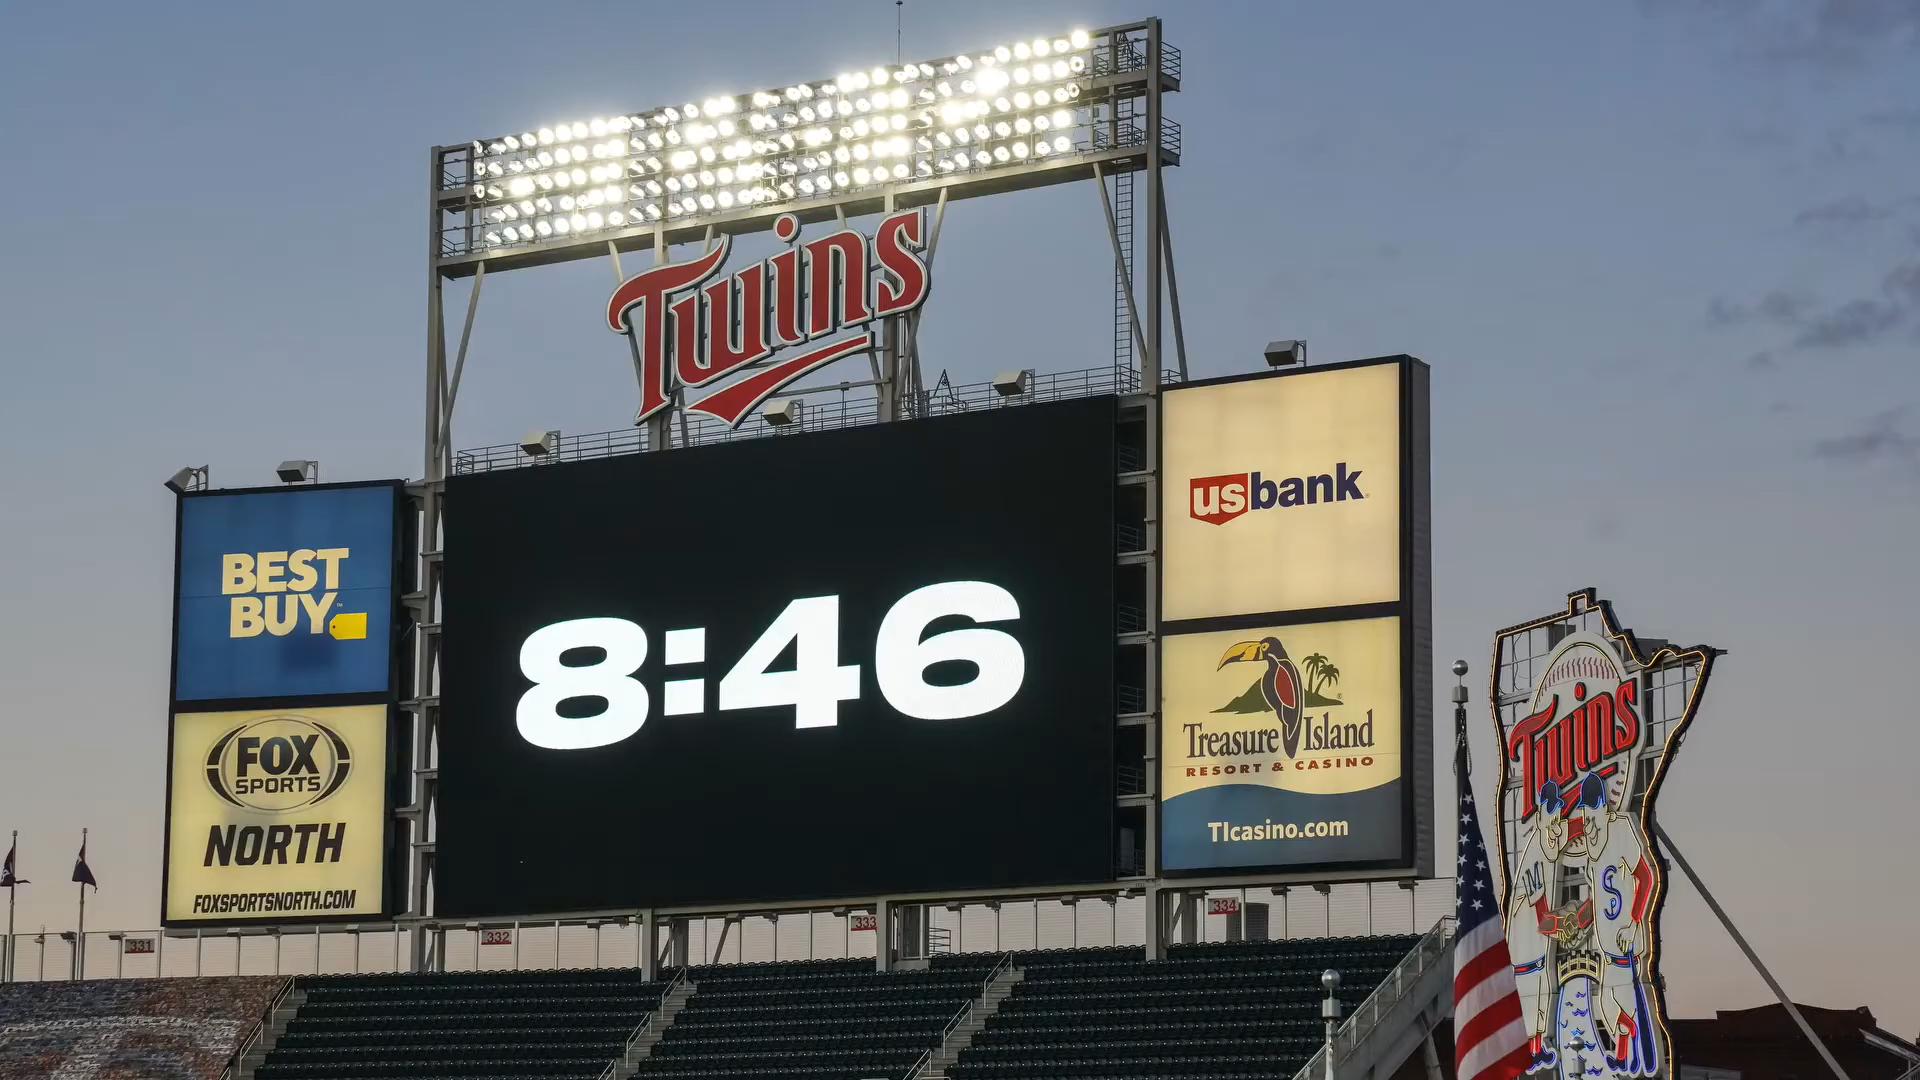 Twins
BEST
BUY
8:46
usbank
FOX
SPORTS
NORTH
FOXSPORTSNORTH.COM
Treasure Island
RESORT & CASINO
TIcasino.com
Twins
M
SP
331
332
333
334